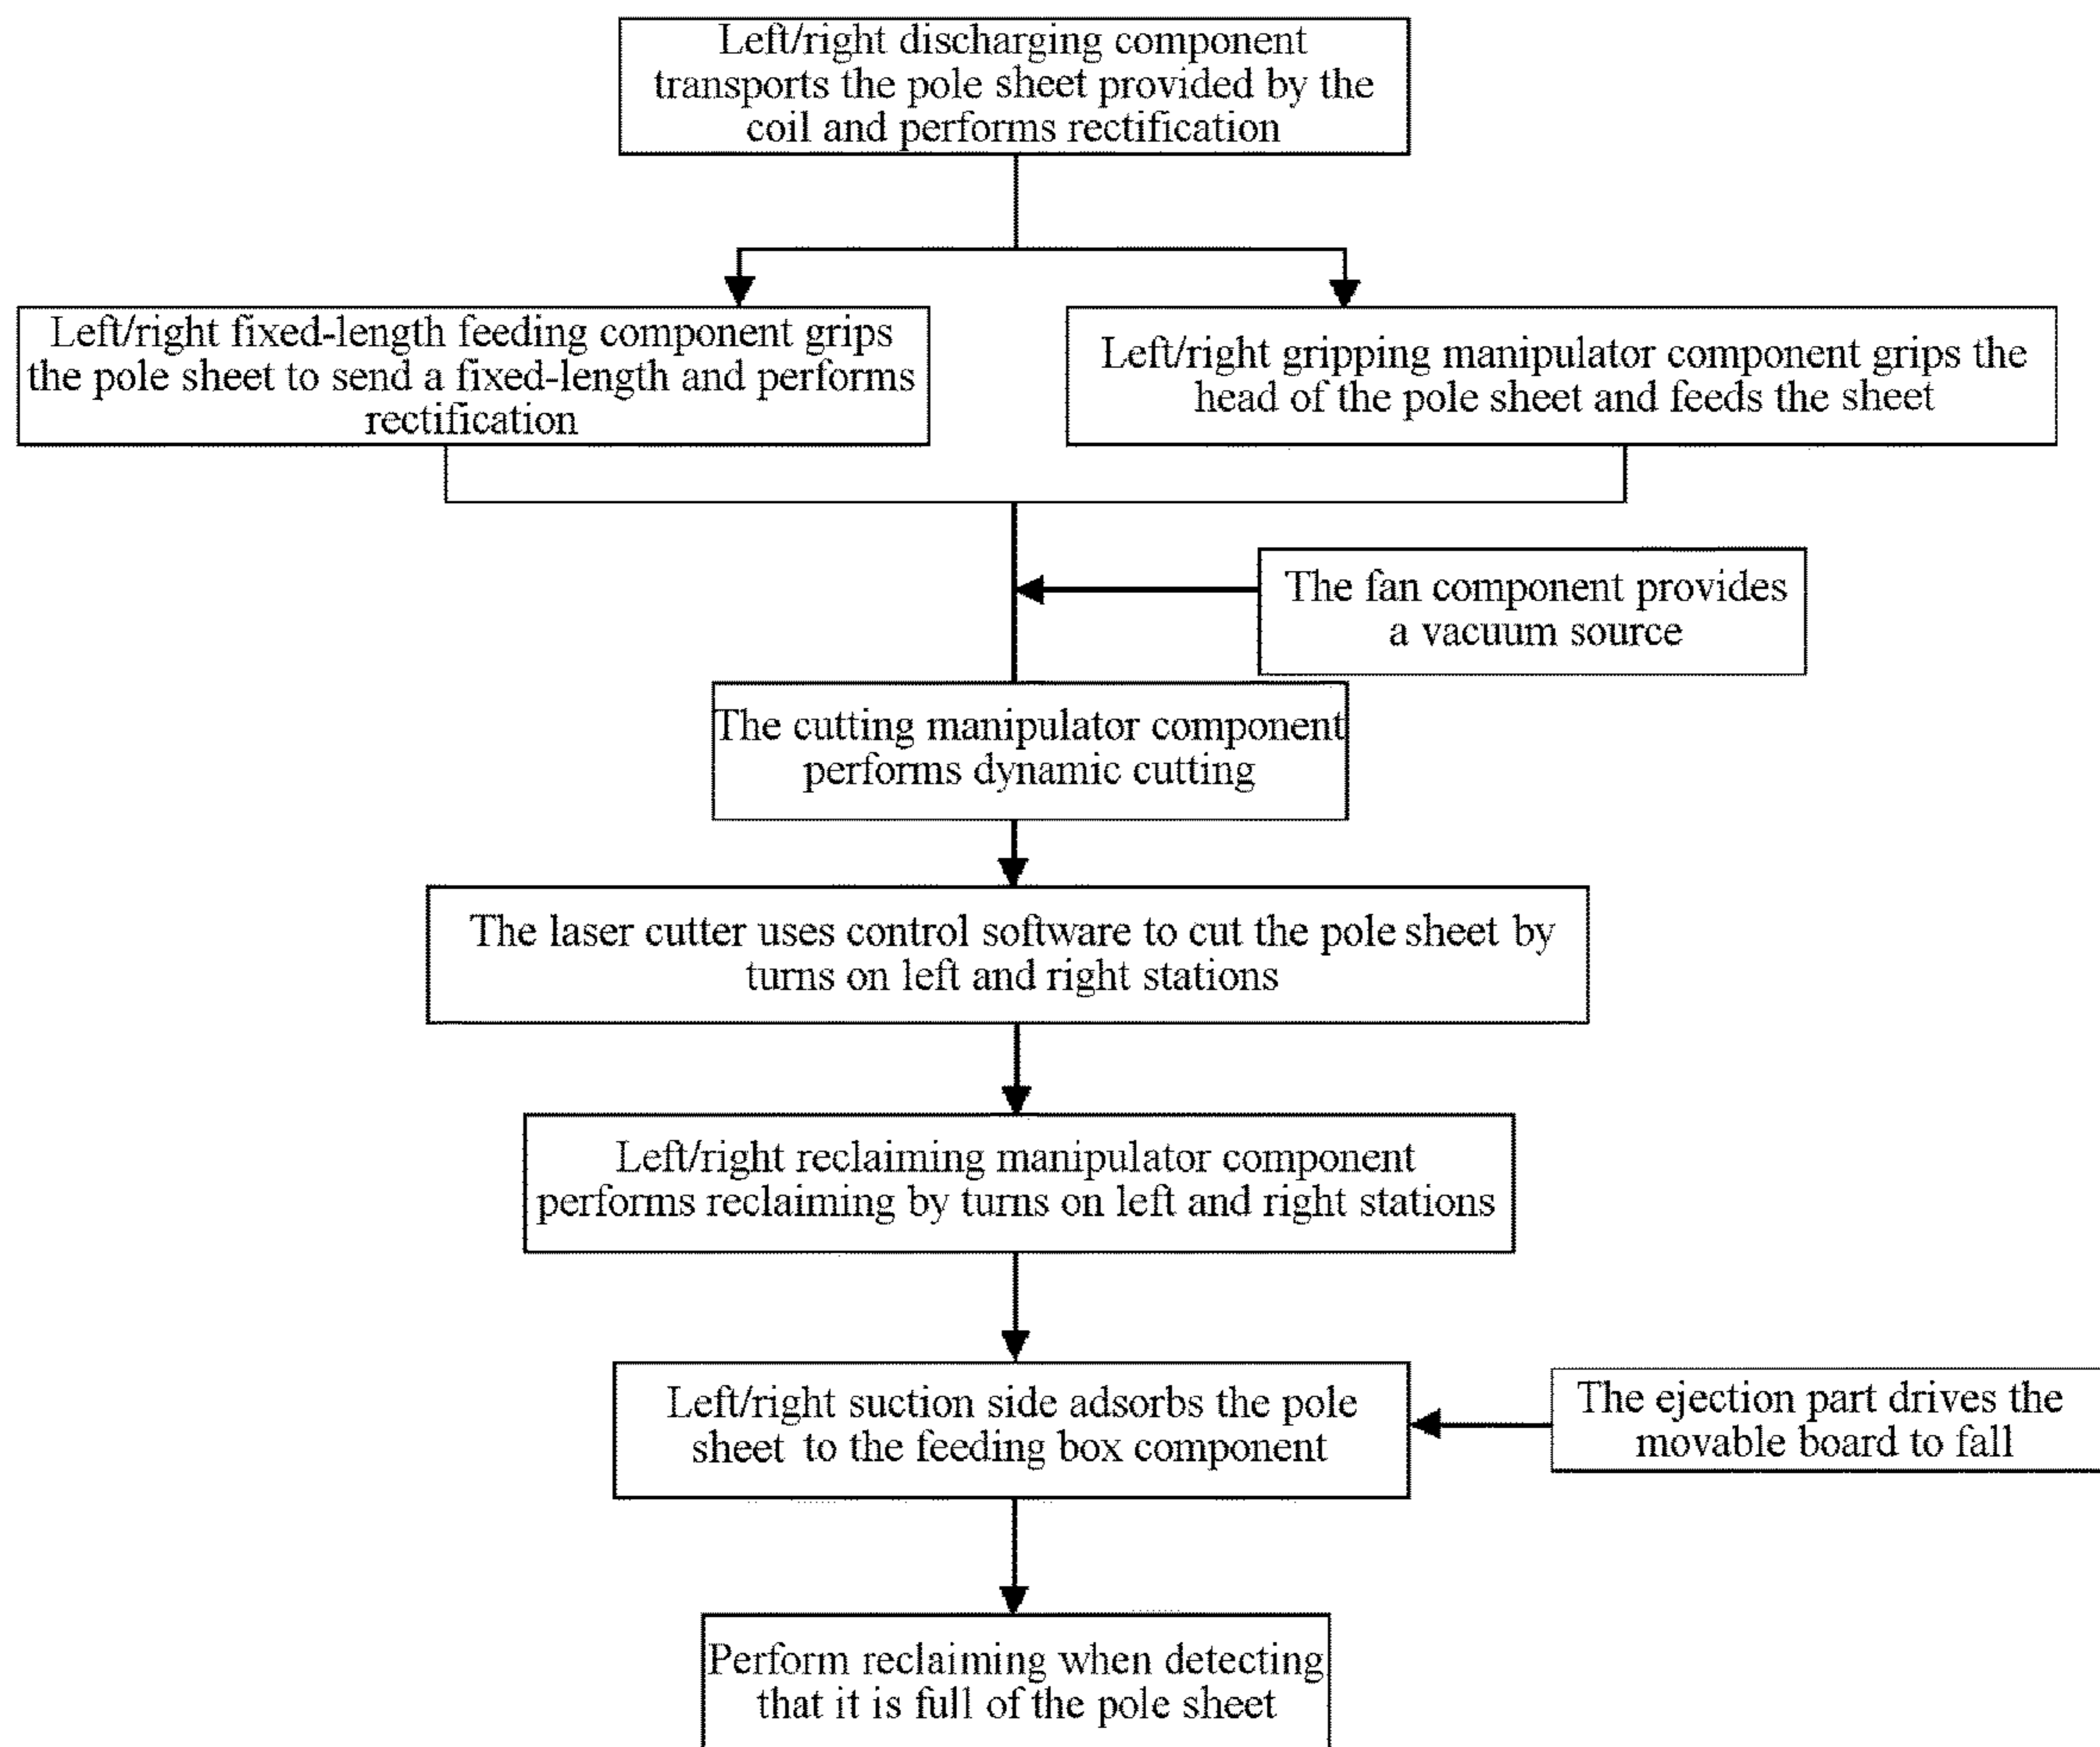 Left/right discharging component
transports the pole sheet provided by the
coil and performs rectification
Left/right fixed-length feeding component grips
the pole sheet to send a fixed-length and performs
rectification
Left/right gripping manipulator component grips the
head of the pole sheet and feeds the sheet
The fan component provides
a vacuum source
The cutting manipulator component
performs dynamic cutting
The laser cutter uses control software to cut the pole sheet by
turns on left and right stations
Left/right reclaiming manipulator component
performs reclaiming by turns on left and right stations
Left/right suction side adsorbs the pole
sheet to the feeding box component
The ejection part drives the
movable board to fall
Perform reclaiming when detecting
that it is full of the pole sheet